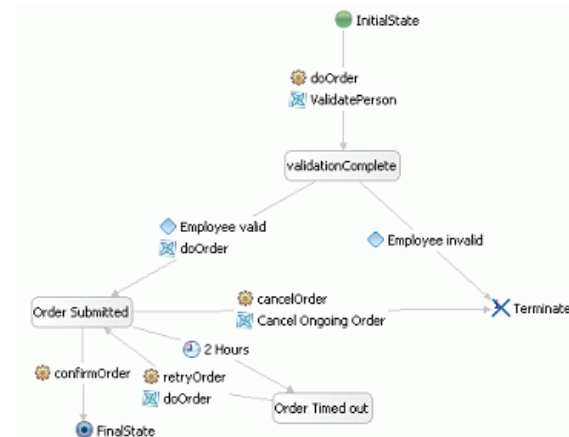 InitialState
doOrder
ValidatePerson
validationComplete
Employee valid
doOrder
Employee invalid
Order Submitted
cancelOrder
Cancel Ongoing Order
Terminate
2 Hours
confirmOrder
retryOrder
doOrder
Order Timed out
FinalState